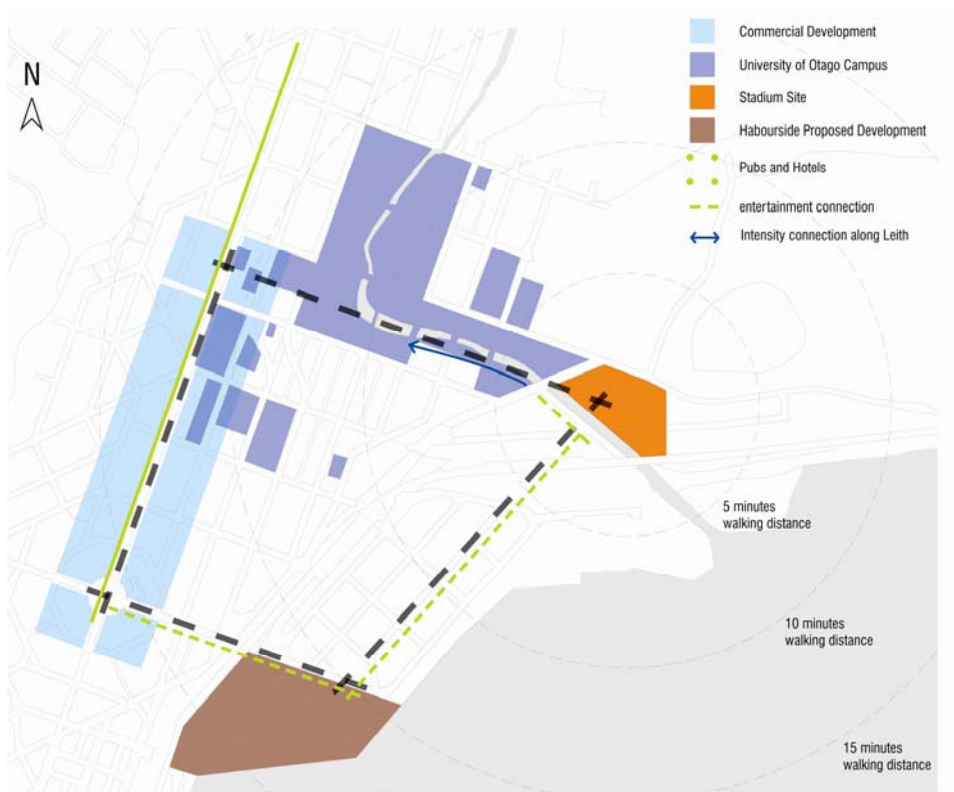 N
Commercial Development
University of Otago Campus
Stadium Site
Habourside Proposed Development
Pubs and Hotels
entertainment connection
Intensity connection along Leith
5 minutes
walking distance
10 minutes
walking distance
15 minutes
walking distance